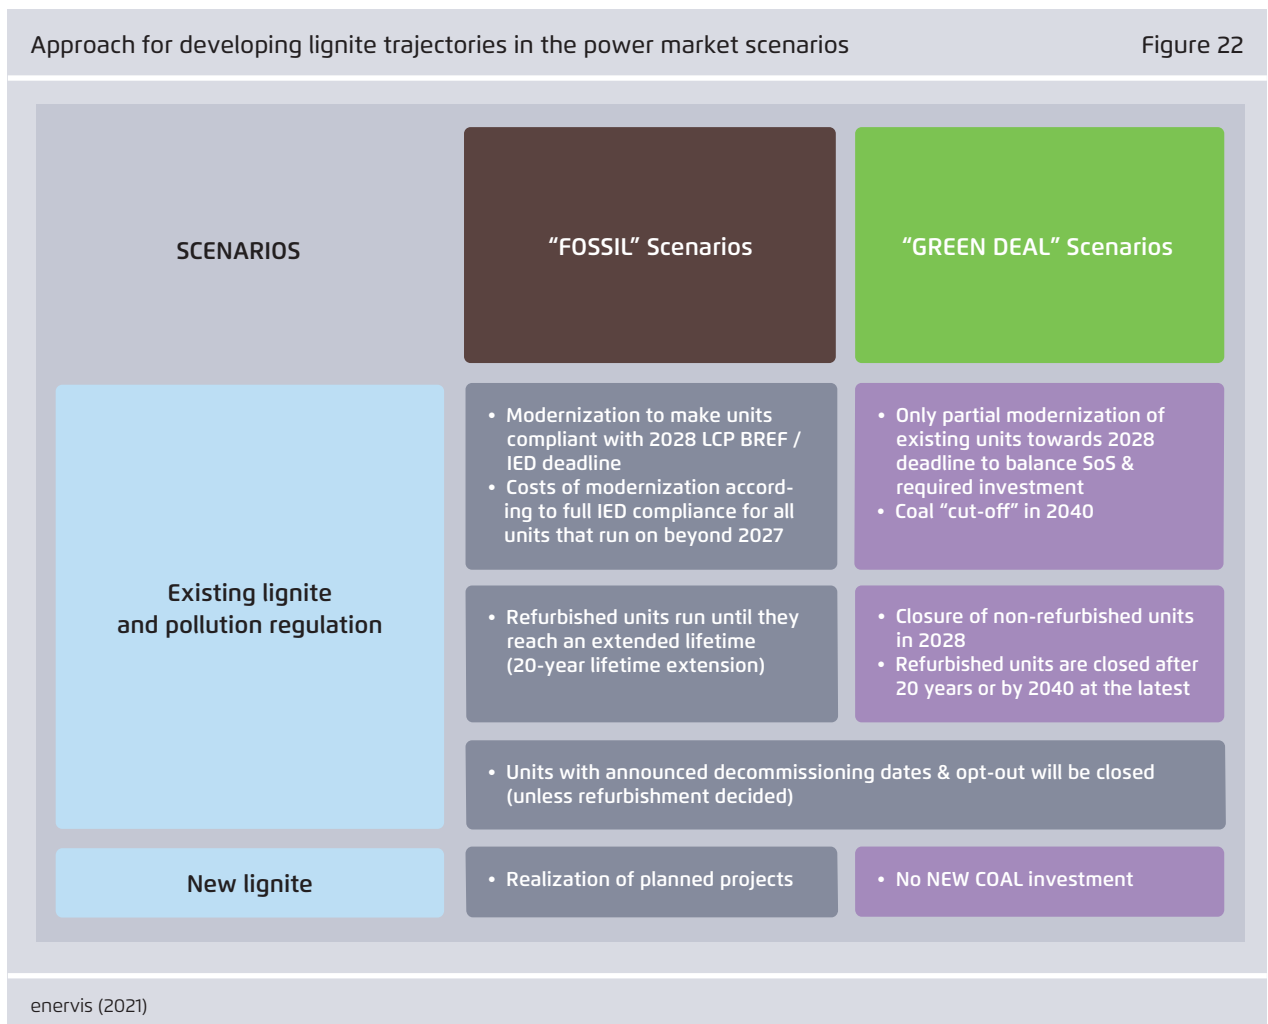 Approach for developing lignite trajectories in the power market scenarios
Figure 22
SCENARIOS
“FOSSIL” Scenarios
“GREEN DEAL” Scenarios
Existing lignite
and pollution regulation
• Modernization to make units
compliant with 2028 LCP BREF /
IED deadline
• Costs of modernization accord-
ing to full IED compliance for all
units that run on beyond 2027
• Only partial modernization of
existing units towards 2028
deadline to balance SoS &
required investment
• Coal “cut-off” in 2040
• Refurbished units run until they
reach an extended lifetime
(20-year lifetime extension)
• Closure of non-refurbished units
in 2028
• Refurbished units are closed after
20 years or by 2040 at the latest
• Units with announced decommissioning dates & opt-out will be closed
(unless refurbishment decided)
New lignite
• Realization of planned projects
• No NEW COAL investment
enervis (2021)